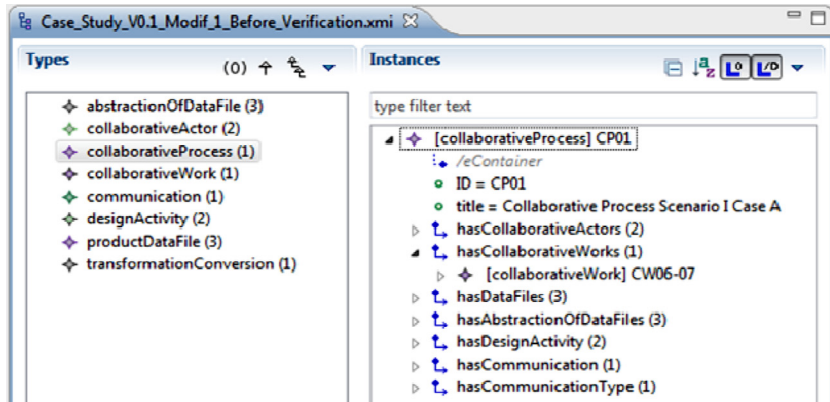 Case_Study_V0.1_Modif_1_Before_Verification.xmi
Types
(0)
abstractionOfDataFile (3)
collaborativeActor (2)
collaborativeProcess (1)
collaborativeWork (1)
communication (1)
designActivity (2)
productDataFile (3)
transformationConversion (1)
Instances
type filter text
[collaborativeProcess] CP01
/eContainer
ID = CP01
title = Collaborative Process Scenario I Case A
hasCollaborativeActors (2)
hasCollaborativeWorks (1)
[collaborativeWork] CW06-07
hasDataFiles (3)
hasAbstractionOfDataFiles (3)
hasDesignActivity (2)
hasCommunication (1)
hasCommunicationType (1)